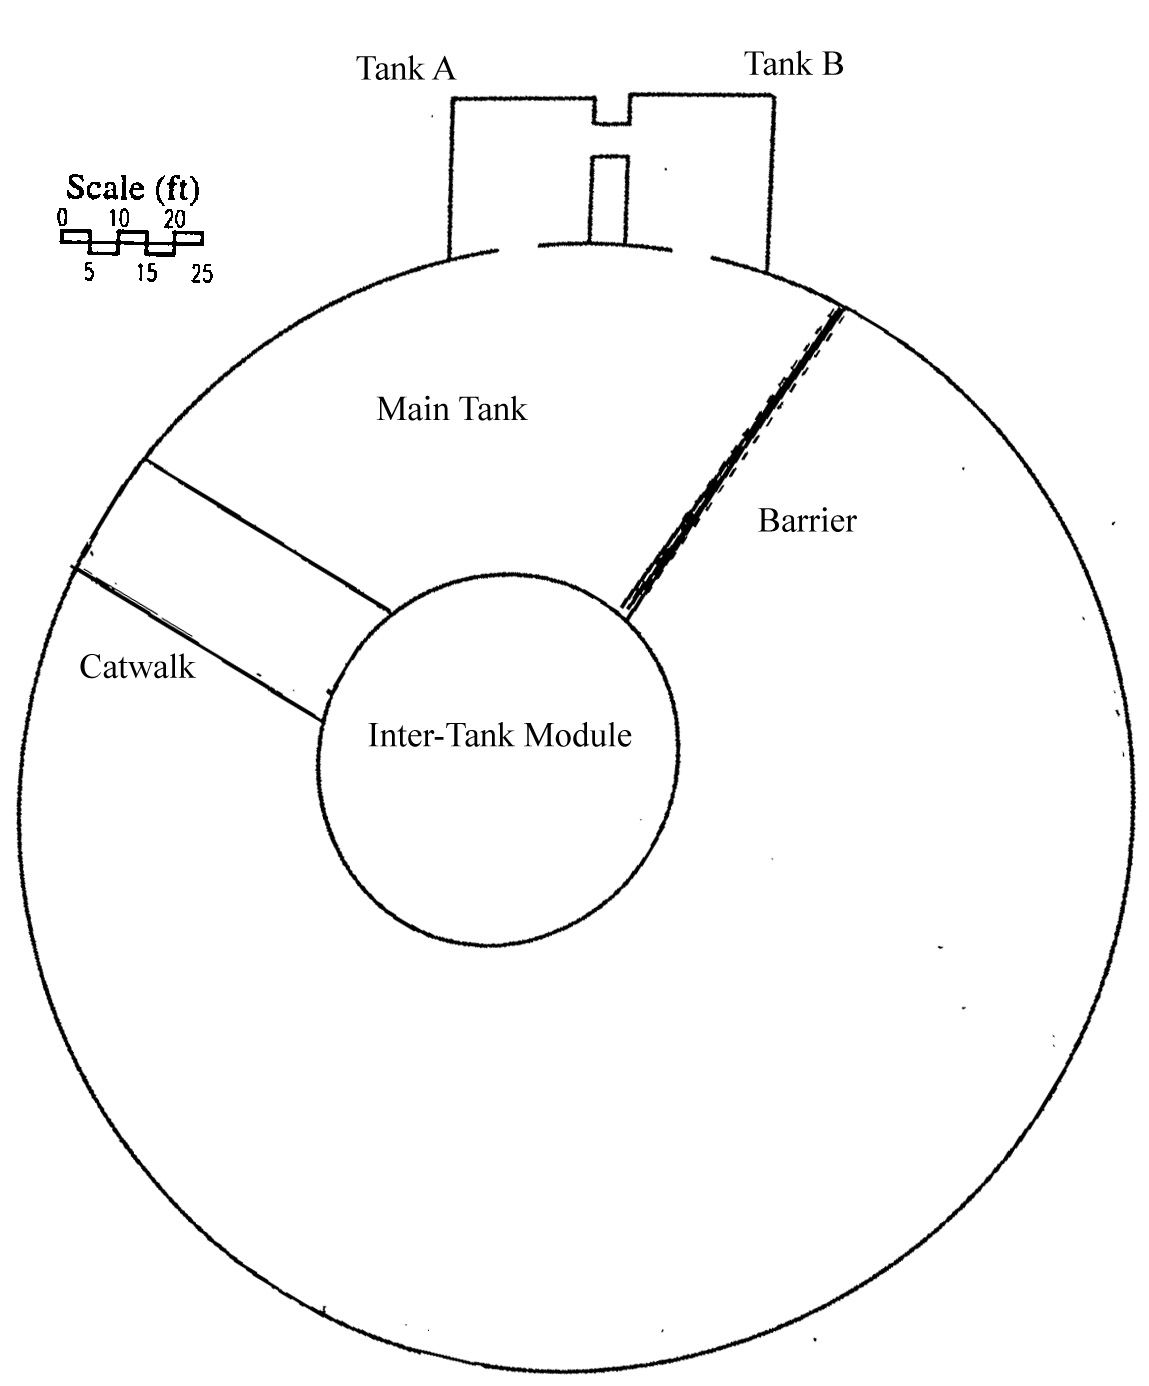 Tank A
Tank B
Scale (ft)
0 10 20
5 15 25
Main Tank
Barrier
Catwalk
Inter-Tank Module